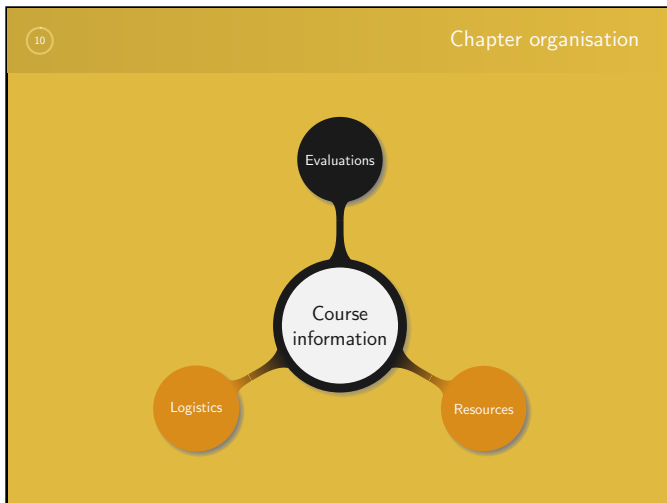 10
Chapter organisation
Evaluations
Course
information
Logistics
Resources